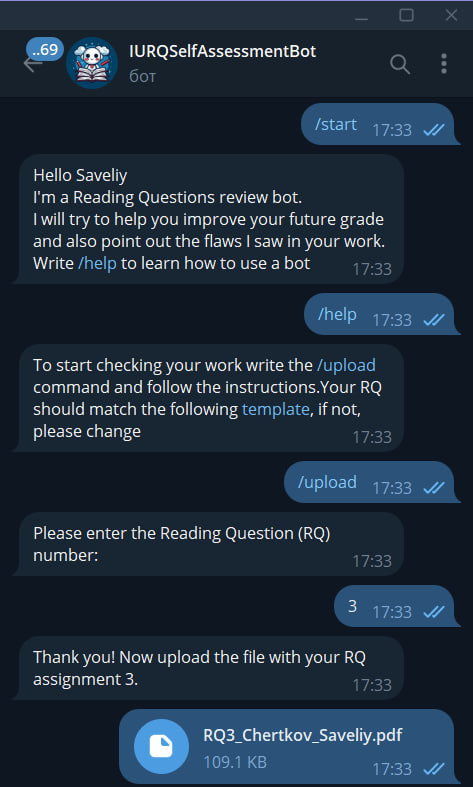 ..69
IURQSelfAssessmentBot
бот
/start 17:33
Hello Saveliy
I'm a Reading Questions review bot.
I will try to help you improve your future grade
and also point out the flaws I saw in your work.
Write /help to learn how to use a bot 17:33
/help 17:33
To start checking your work write the /upload
command and follow the instructions.Your RQ
should match the following template, if not,
please change 17:33
/upload 17:33
Please enter the Reading Question (RQ)
number: 17:33
3 17:33
Thank you! Now upload the file with your RQ
assignment 3. 17:33
RQ3_Chertkov_Saveliy.pdf
109.1 KB 17:33